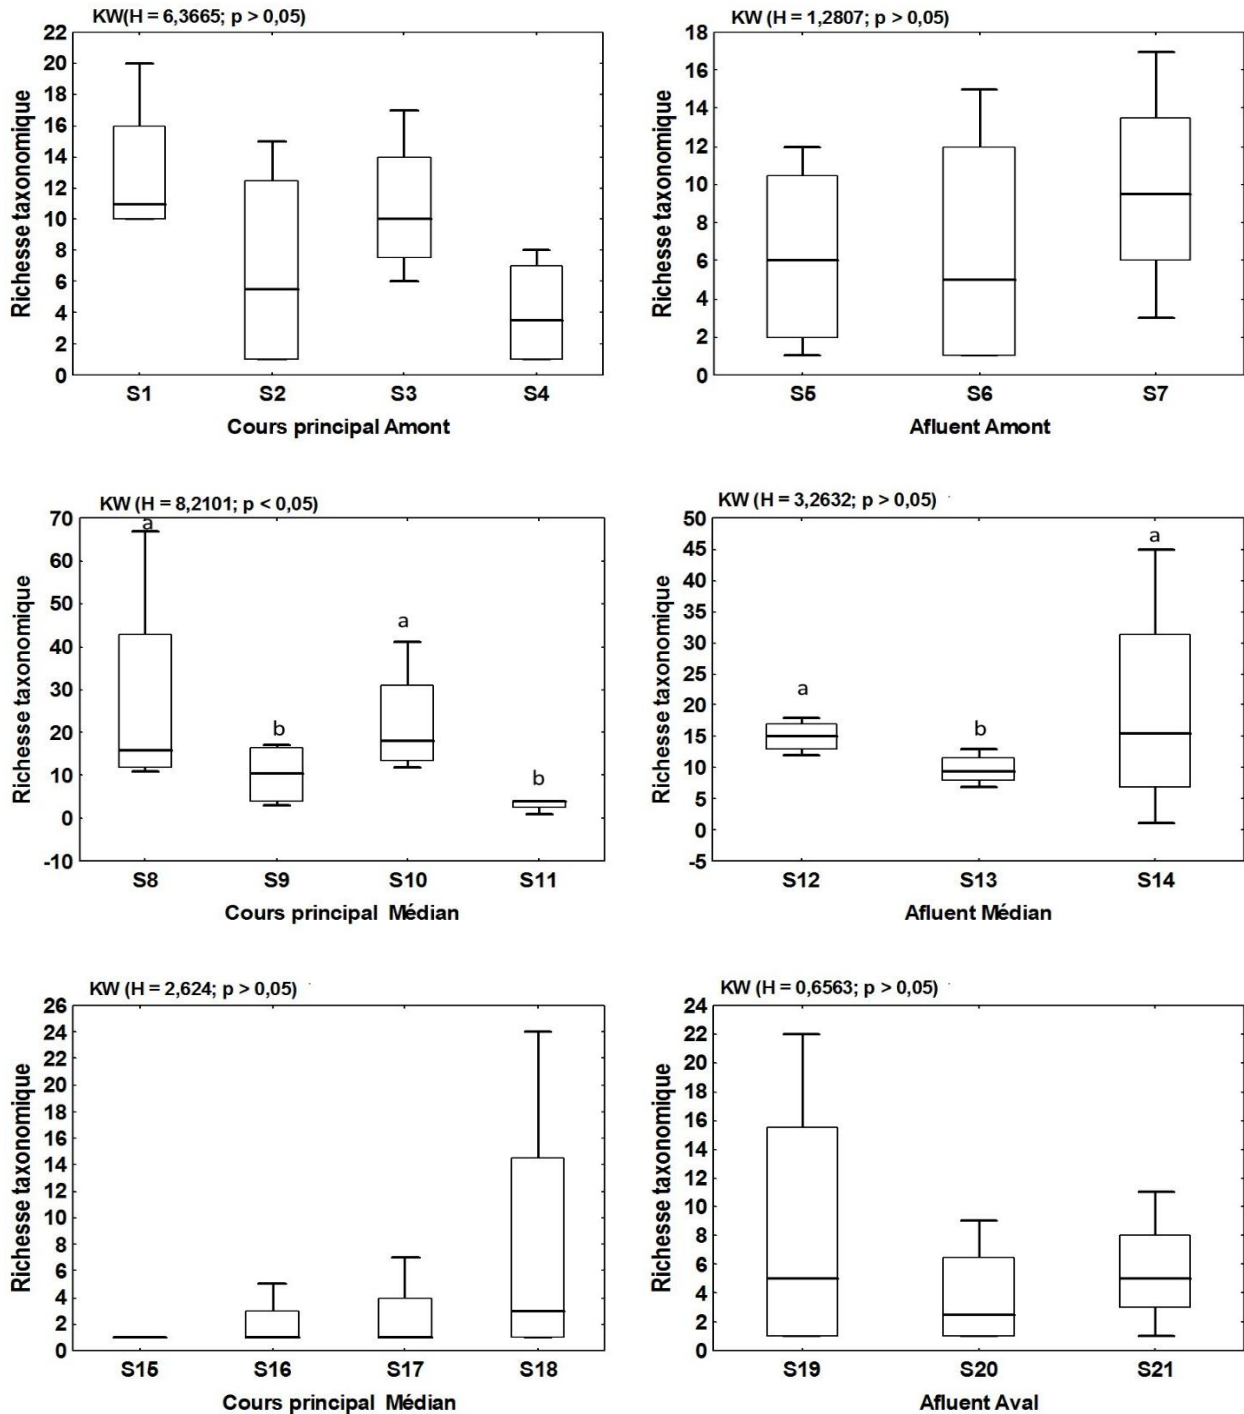 KW(H = 6,3665; p > 0,05)
Richesse taxonomique
22
20
18
16
14
12
10
8
6
4
2
0
S1 S2 S3 S4
Cours principal Amont
KW (H = 1,2807; p > 0,05)
Richesse taxonomique
18
16
14
12
10
8
6
4
2
0
S5 S6 S7
Afluent Amont
KW (H = 8,2101; p < 0,05)
Richesse taxonomique
70
60
50
40
30
20
10
0
-10
a
b
a
b
S8 S9 S10 S11
Cours principal Médian
KW (H = 3,2632; p > 0,05)
Richesse taxonomique
50
45
40
35
30
25
20
15
10
5
0
-5
a
b
a
S12 S13 S14
Afluent Médian
KW (H = 2,624; p > 0,05)
Richesse taxonomique
26
24
22
20
18
16
14
12
10
8
6
4
2
0
S15 S16 S17 S18
Cours principal Médian
KW (H = 0,6563; p > 0,05)
Richesse taxonomique
24
22
20
18
16
14
12
10
8
6
4
2
0
S19 S20 S21
Afluent Aval